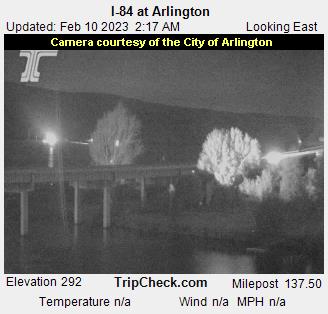 I-84 at Arlington
Updated: Feb 10 2023 2:17 AM Looking East
Camera courtesy of the City of Arlington
Elevation 292 TripCheck.com Milepost 137.50
Temperature n/a Wind n/a MPH n/a